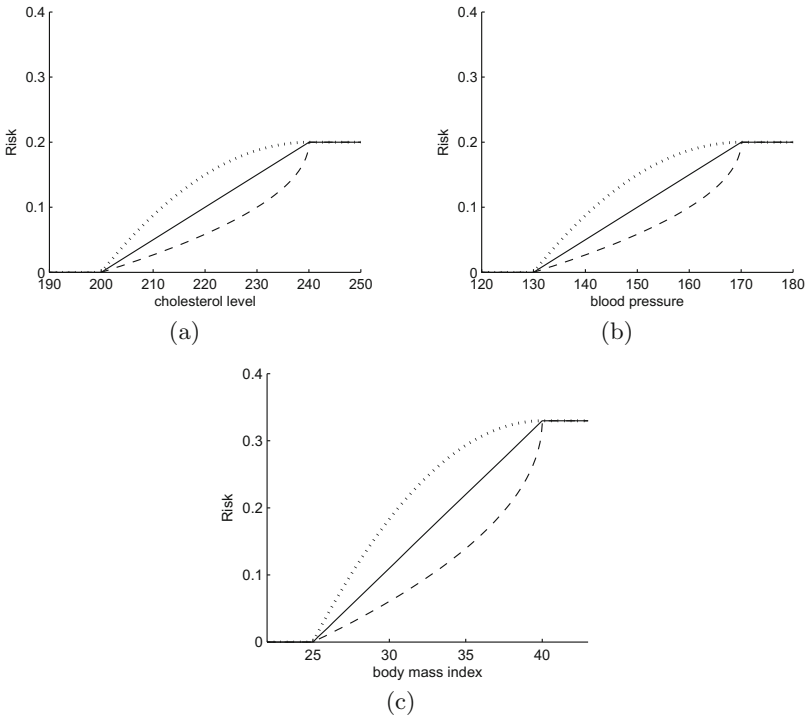 0.4
0.3
0.2
0.1
0
Risk
190 200 210 220 230 240 250
cholesterol level
(a)
0.4
0.3
0.2
0.1
0
Risk
120 130 140 150 160 170 180
blood pressure
(b)
0.4
0.3
0.2
0.1
0
Risk
25 30 35 40
body mass index
(c)